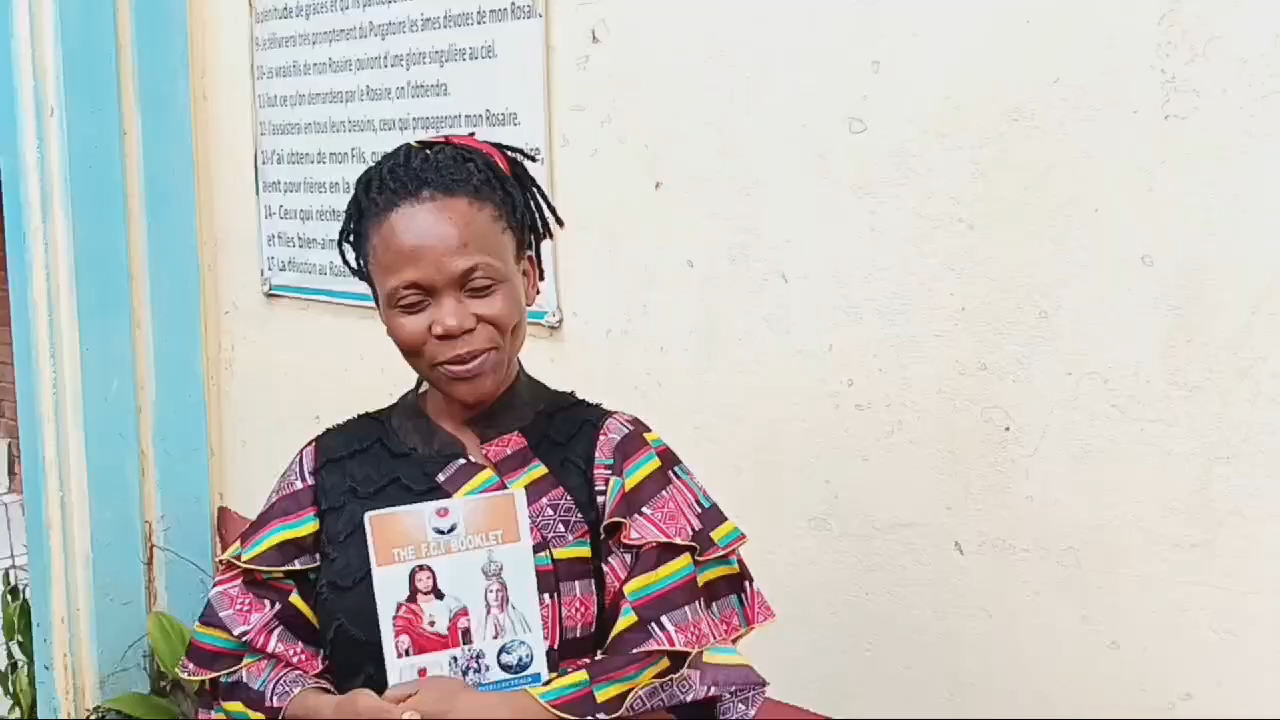 la plénitude de grâces et qu'ils participent
9- Je délivrerai très promptement du Purgatoire les âmes dévotes de mon Rosaire
10- Les vrais fils de mon Rosaire jouiront d'une gloire singulière au ciel.
11- Tout ce qu'on demandera par le Rosaire, on l'obtiendra.
12- J'assisterai en tous leurs besoins, ceux qui propageront mon Rosaire.
13- J'ai obtenu de mon Fils, que
aient pour frères en la
14- Ceux qui réciten
et filles bien-aim
15- La dévotion au Rosai
THE F.C.I BOOKLET
INTELLECTUALS